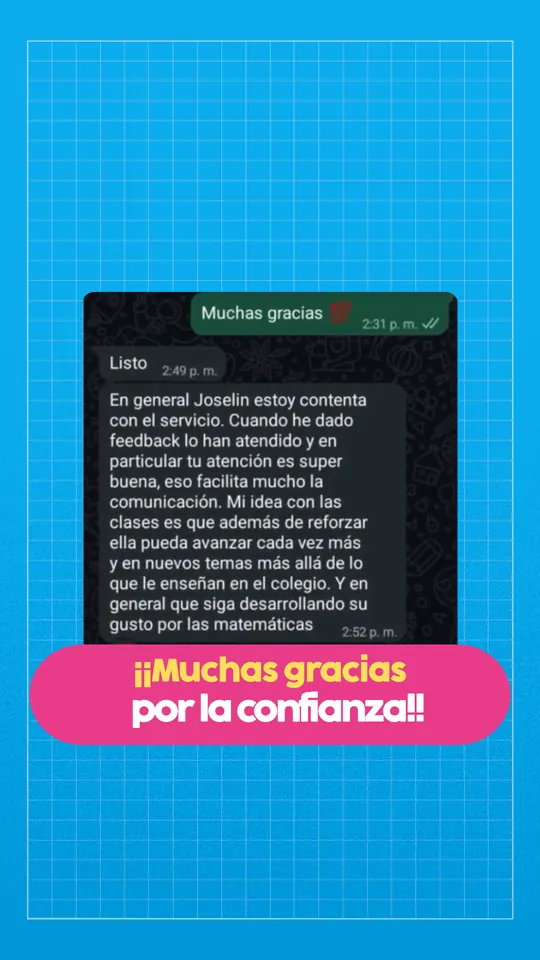 Muchas gracias 💯
2:31 p. m.
Listo
2:49 p. m.
En general Joselin estoy contenta
con el servicio. Cuando he dado
feedback lo han atendido y en
particular tu atención es super
buena, eso facilita mucho la
comunicación. Mi idea con las
clases es que además de reforzar
ella pueda avanzar cada vez más
y en nuevos temas más allá de lo
que le enseñan en el colegio. Y en
general que siga desarrollando su
gusto por las matemáticas
2:52 p. m.
¡¡Muchas gracias
por la confianza!!